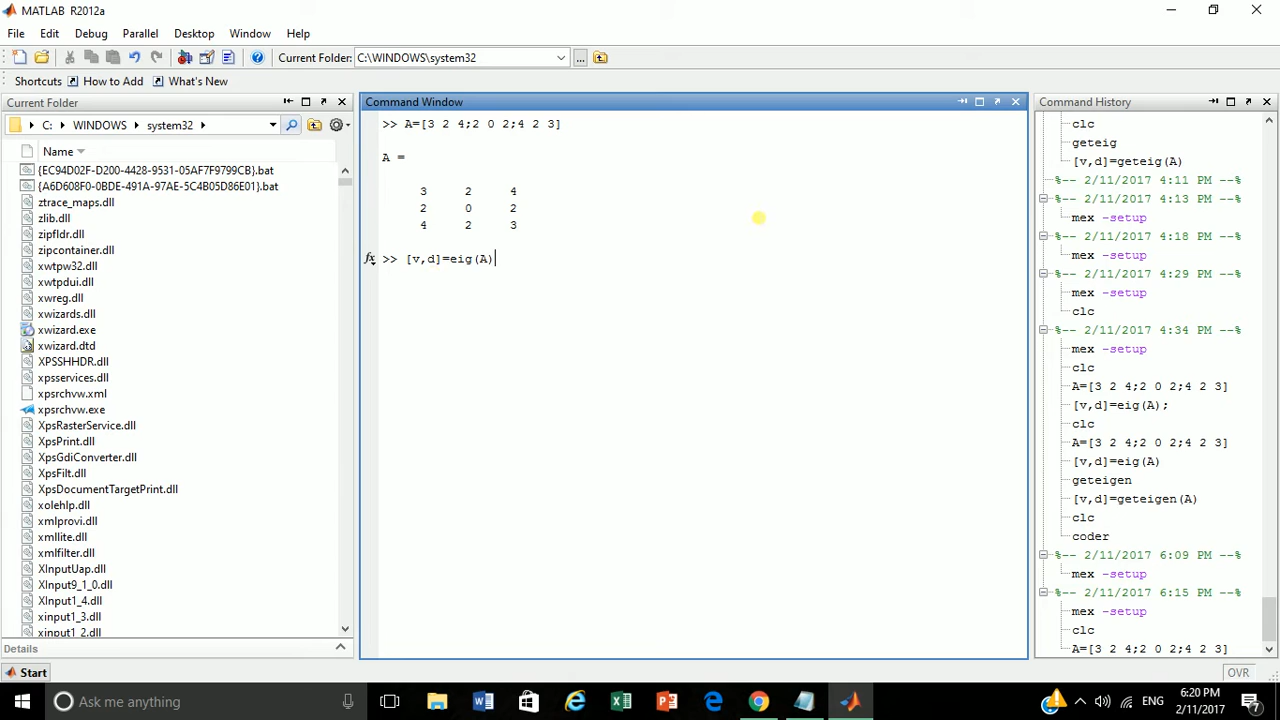 MATLAB R2012a
File Edit Debug Parallel Desktop Window Help
Current Folder: C:\WINDOWS\system32 ...
Shortcuts How to Add What's New
Current Folder
C: WINDOWS system32
Name
{EC94D02F-D200-4428-9531-05AF7F9799CB}.bat
{A6D608F0-0BDE-491A-97AE-5C4B05D86E01}.bat
ztrace_maps.dll
zlib.dll
zipfldr.dll
zipcontainer.dll
xwtpw32.dll
xwtpdui.dll
xwreg.dll
xwizards.dll
xwizard.exe
xwizard.dtd
XPSSHHDR.dll
xpsservices.dll
xpsrchvw.xml
xpsrchvw.exe
XpsRasterService.dll
XpsPrint.dll
XpsGdiConverter.dll
XpsFilt.dll
XpsDocumentTargetPrint.dll
xolehlp.dll
xmlprovi.dll
xmllite.dll
xmlfilter.dll
XInputUap.dll
XInput9_1_0.dll
XInput1_4.dll
xinput1_3.dll
xinput1_2.dll
Details
Command Window
>> A=[3 2 4;2 0 2;4 2 3]
A =
3 2 4
2 0 2
4 2 3
fx >> [v,d]=eig(A)
Command History
clc
geteig
[v,d]=geteig(A)
%-- 2/11/2017 4:11 PM --%
%-- 2/11/2017 4:13 PM --%
mex -setup
%-- 2/11/2017 4:18 PM --%
mex -setup
%-- 2/11/2017 4:29 PM --%
mex -setup
clc
%-- 2/11/2017 4:34 PM --%
mex -setup
clc
A=[3 2 4;2 0 2;4 2 3]
[v,d]=eig(A);
clc
A=[3 2 4;2 0 2;4 2 3]
[v,d]=eig(A)
geteigen
[v,d]=geteigen(A)
clc
coder
%-- 2/11/2017 6:09 PM --%
mex -setup
%-- 2/11/2017 6:15 PM --%
mex -setup
clc
A=[3 2 4;2 0 2;4 2 3]
Start
OVR
Ask me anything
ENG
6:20 PM
2/11/2017
7